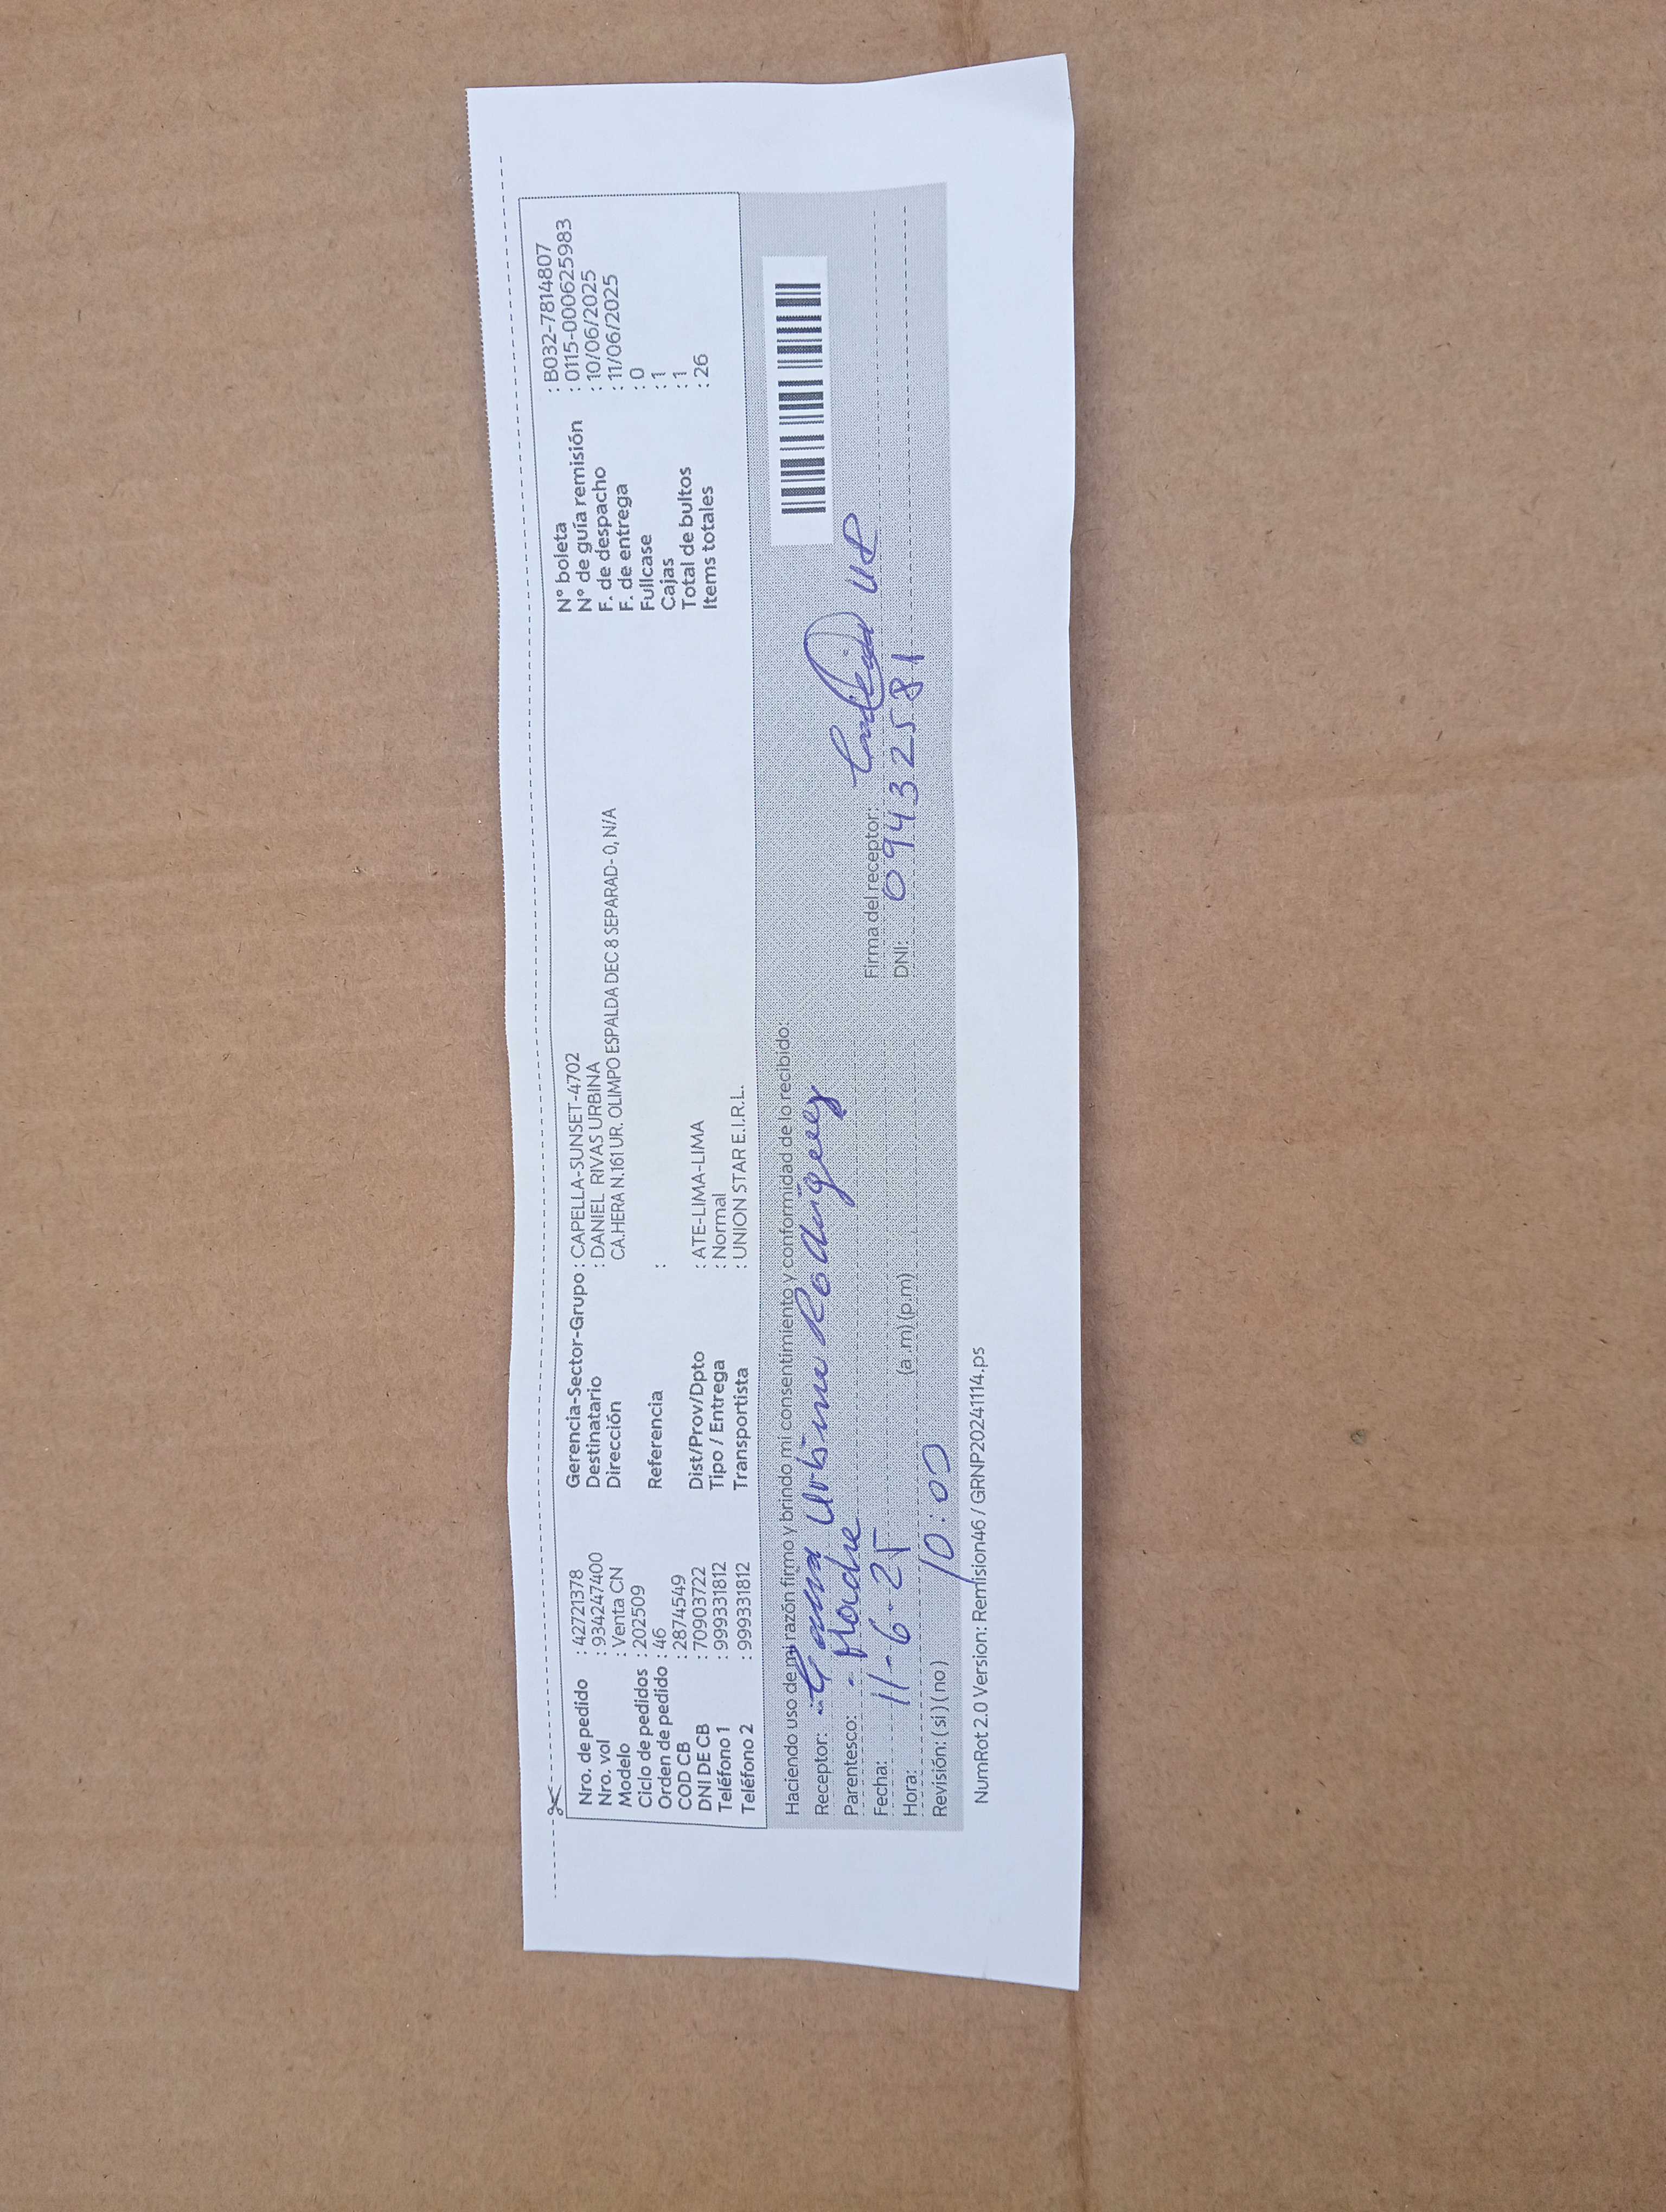 Nro. de pedido : 42721378
Nro. vol : 934247400
Modelo : Venta CN
Ciclo de pedidos : 202509
Orden de pedido : 46
COD CB : 2874549
DNI DE CB : 70903722
Teléfono 1 : 999331812
Teléfono 2 : 999331812
Gerencia-Sector-Grupo : CAPELLA-SUNSET-4702
Destinatario : DANIEL RIVAS URBINA
Dirección CA.HERA N.161 UR. OLIMPO ESPALDA DEC 8 SEPARAD- 0, N/A
Referencia :
Dist/Prov/Dpto : ATE-LIMA-LIMA
Tipo / Entrega : Normal
Transportista : UNION STAR E.I.R.L.
N° boleta : B032-7814807
N° de guía remisión : 0115-000625983
F. de despacho : 10/06/2025
F. de entrega : 11/06/2025
Fullcase : 0
Cajas : 1
Total de bultos : 1
Items totales : 26
Haciendo uso de mi razón firmo y brindo mi consentimiento y conformidad de lo recibido:
Receptor: Urbina Rodriguez
Parentesco: Madre
Fecha: 11-6-25
Hora: 10:00 (a.m) (p.m)
Revisión: ( si ) ( no )
Firma del receptor:
DNI: 09432581
NumRot 2.0 Version: Remision46 / GRNP20241114.ps